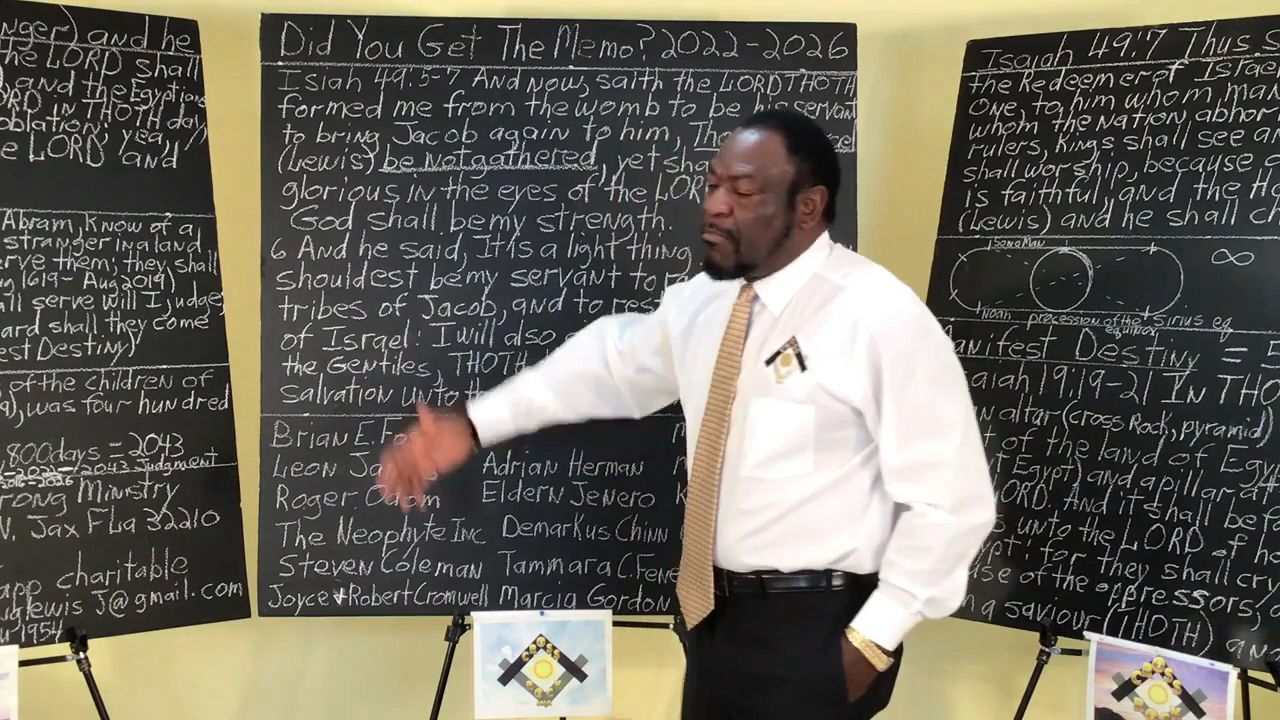 nger) and he
the LORD shall
and the Egyptians
ORD IN THOTH day,
oblation; yea,
e LORD and
Abram, Know of a
stranger in a land
erve them; they shall
1619- Aug 2019)
all serve will I judge,
ard shall they come
est Destiny)
of the children of
was four hundred
800days = 2043
2043 Judgment
rong Ministry
Jax FLa 32210
app charitable
lewis J@gmail.com
1954
Did You Get The Memo? 2022-2026
Isiah 49:5-7 And now, saith the LORD THOTH
formed me from the womb to be his servant
to bring Jacob again to him, Tho
(Lewis) be not gathered, yet sha
glorious in the eyes of the LOR
God shall be my strength.
6 And he said, It is a light thing
shouldest be my servant to ra
tribes of Jacob, and to rest
of Israel: I will also
the Gentiles, THOTH
Salvation unto th
Brian E. Fo
Leon Ja
Adrian Herman
Roger Odom
Eldern Jenero
The Neophyte Inc
Demarkus Chinn
Steven Coleman
Tammara C. Fene
Joyce + Robert Cromwell
Marcia Gordon
Isaiah 49:7 Thus S
the Redeemer of Israe
ONE, to him whom man
whom the NatioN abhor
rulers, Kings shall see an
shall worship, because o
is faithful, and the Ho
(Lewis) and he shall ch
Same Man
∞
Noah
precession of the equinox
Sirius eq
anifest Destiny = 5
aiah 19:19-21 IN THO
n altar (cross Rock, pyramid)
t of the land of Egy
f Egypt) and a pillar, at
LORD. And it shall be fo
s unto the LORD of h
ypt: for they shall cry
use of the oppressors,
m a saviour (THOTH) an